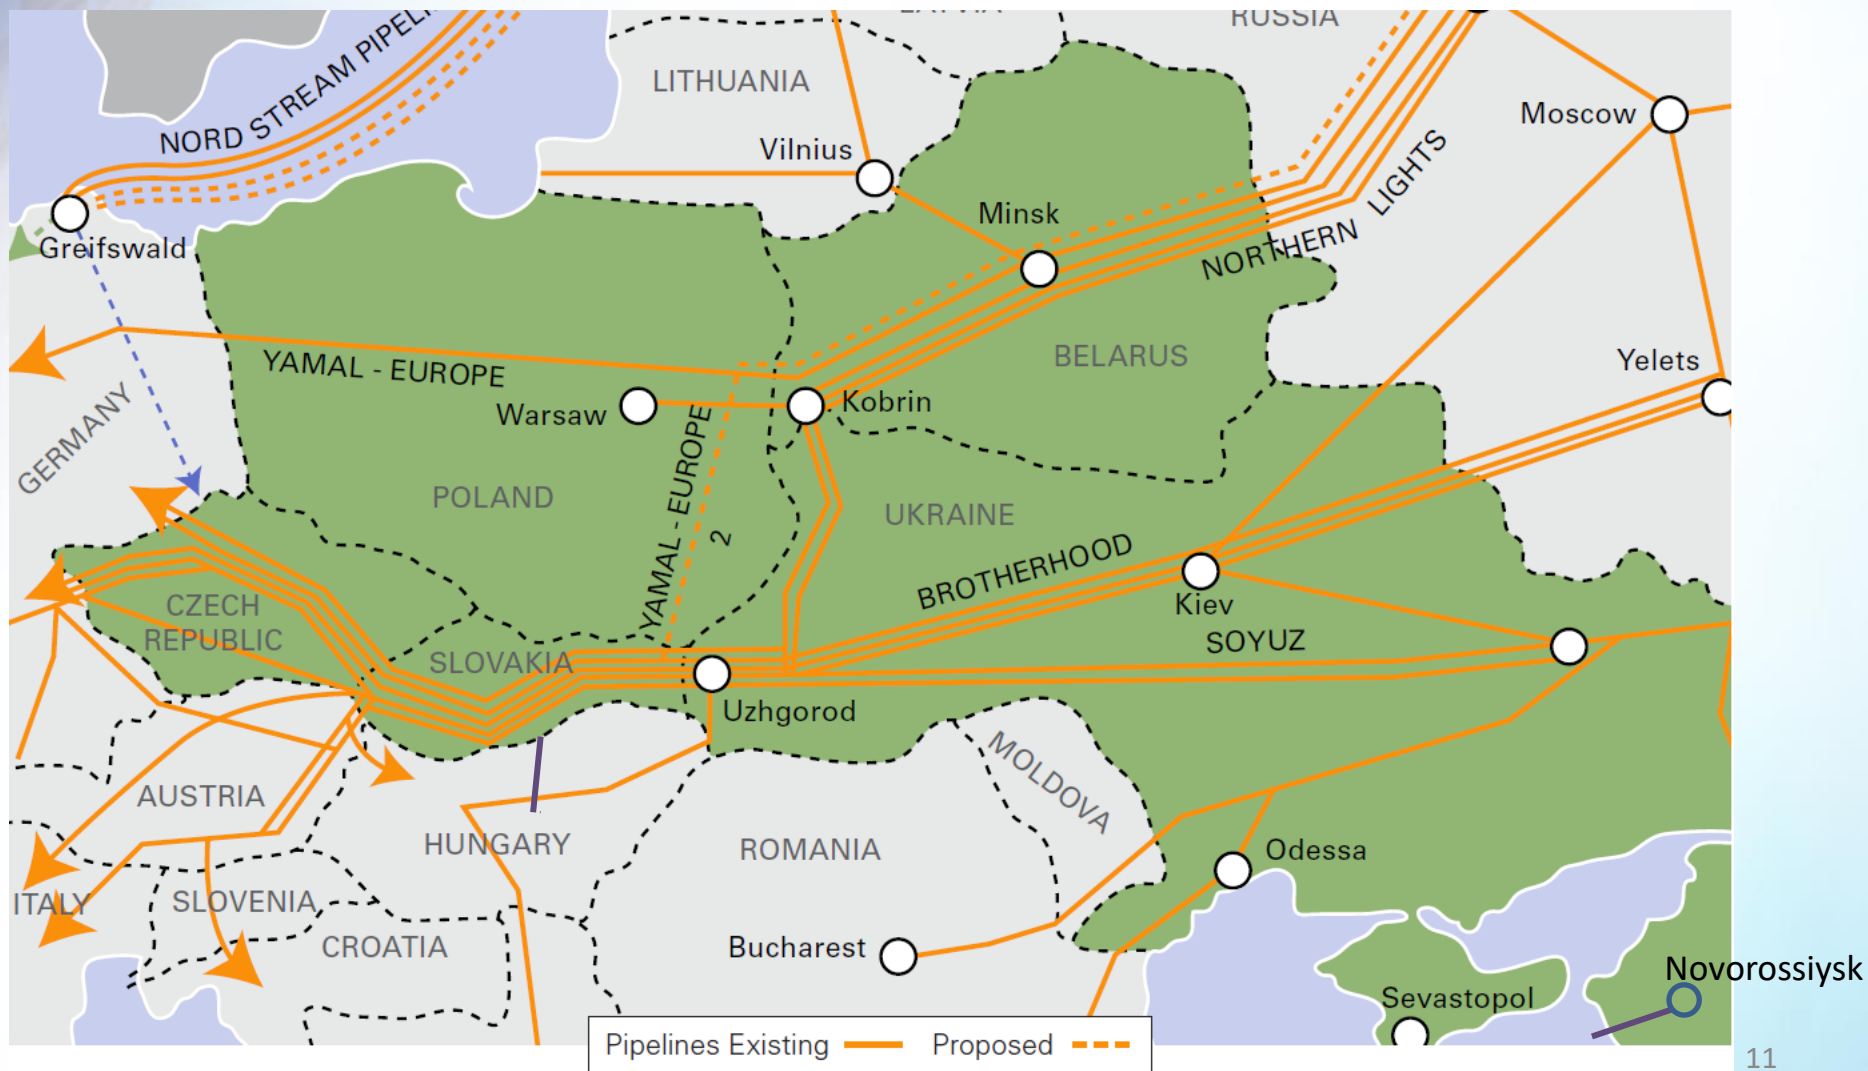 RUSSIA
NORD STREAM
LITHUANIA
Moscow
Vilnius
LIGHTS
Minsk
NORTHERN
Greifswald
YAMAL - EUROPE
BELARUS
Yelets
GERMANY
Warsaw
Kobrin
YAMAL - EUROPE
2
POLAND
UKRAINE
BROTHERHOOD
CZECH
REPUBLIC
Kiev
SOYUZ
SLOVAKIA
Uzhgorod
MOLDOVA
AUSTRIA
HUNGARY
ROMANIA
Odessa
ITALY
SLOVENIA
CROATIA
Bucharest
Novorossiysk
Sevastopol
Pipelines Existing
Proposed
11